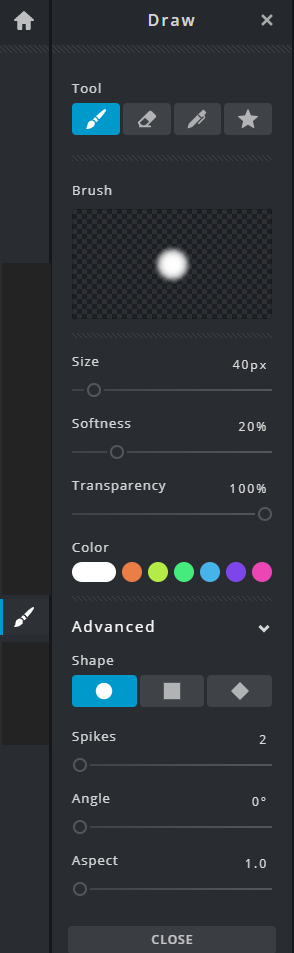 Draw
Tool
Brush
Size 40px
Softness 20%
Transparency 100%
Color
Advanced
Shape
Spikes 2
Angle 0°
Aspect 1.0
CLOSE